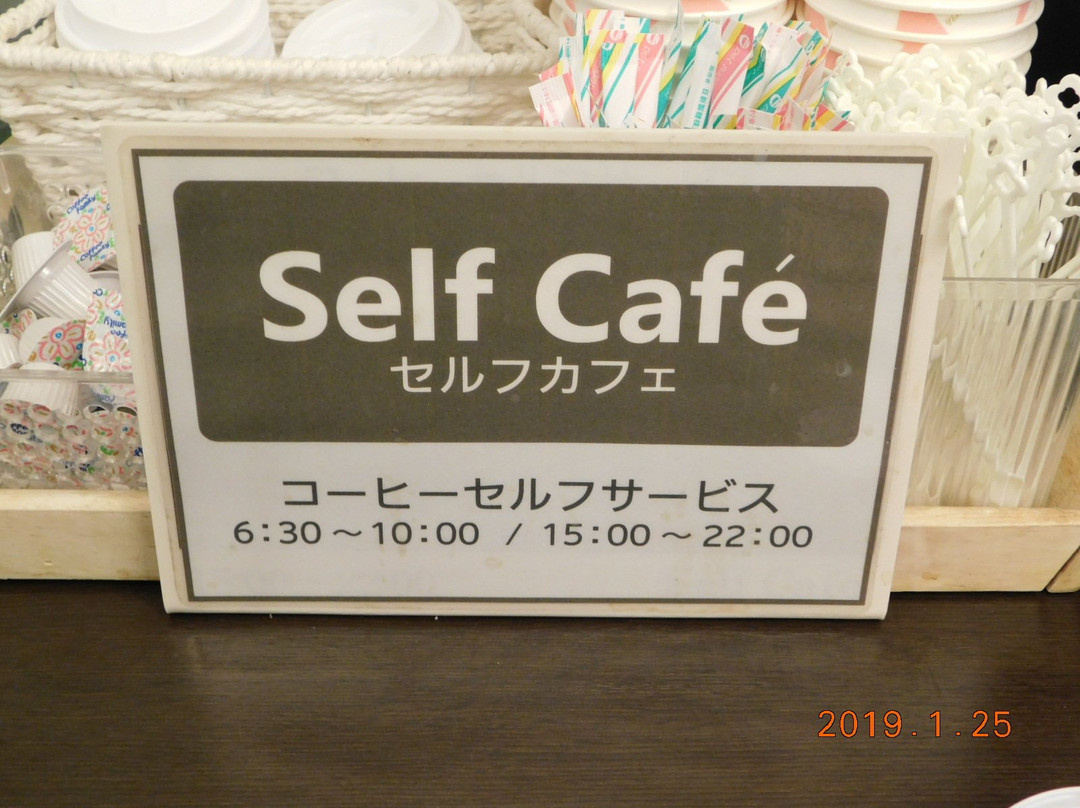 Self Café
セルフカフェ
コーヒーセルフサービス
6:30～10:00 / 15:00～22:00
Coffee
2019.1.25